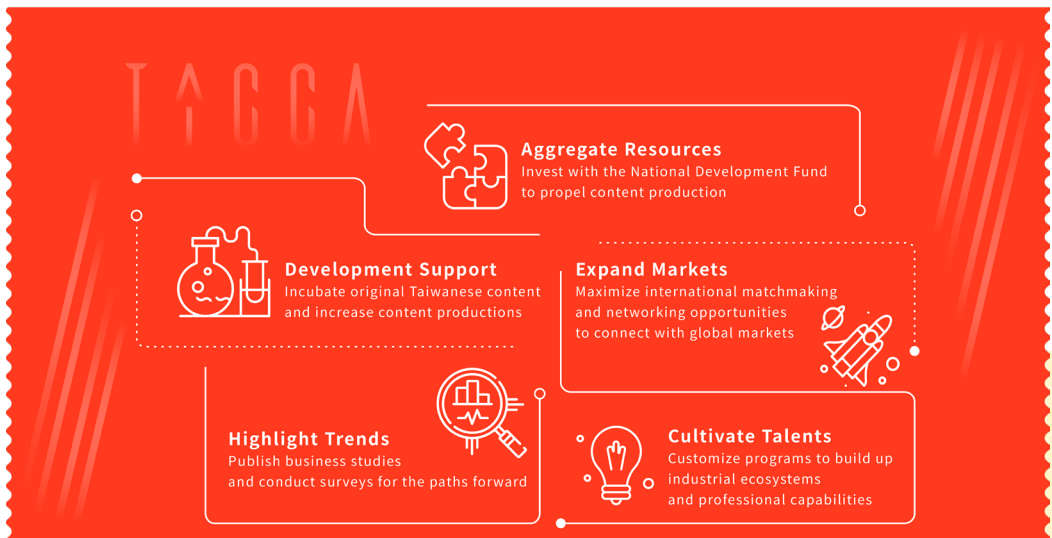 TACCA
Aggregate Resources
Invest with the National Development Fund
to propel content production
Development Support
Incubate original Taiwanese content
and increase content productions
Expand Markets
Maximize international matchmaking
and networking opportunities
to connect with global markets
Highlight Trends
Publish business studies
and conduct surveys for the paths forward
Cultivate Talents
Customize programs to build up
industrial ecosystems
and professional capabilities